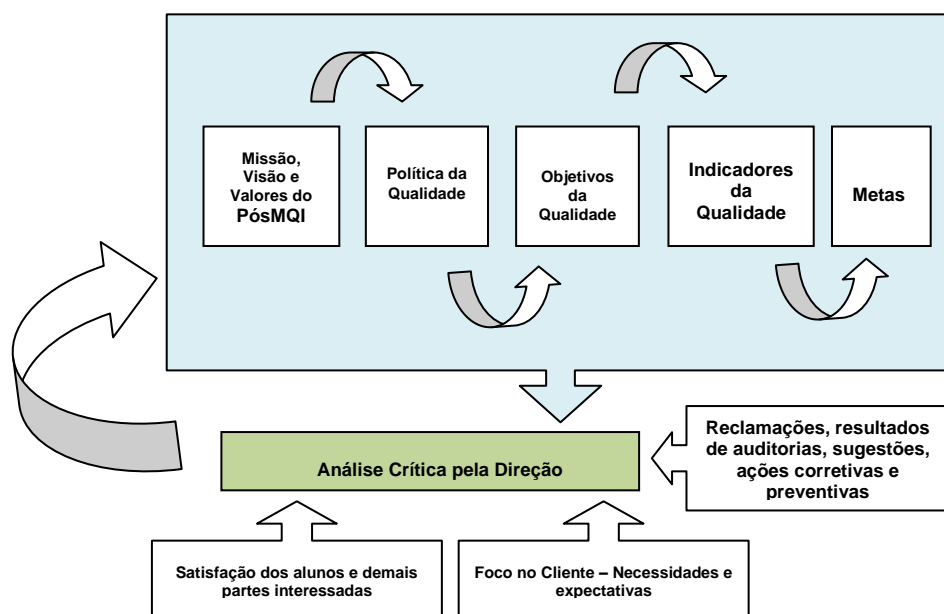 Missão,
Visão e
Valores do
PósMQI
Política da
Qualidade
Objetivos
da
Qualidade
Indicadores
da
Qualidade
Metas
Reclamações, resultados
de auditorias, sugestões,
ações corretivas e
preventivas
Análise Crítica pela Direção
Satisfação dos alunos e demais
partes interessadas
Foco no Cliente – Necessidades e
expectativas